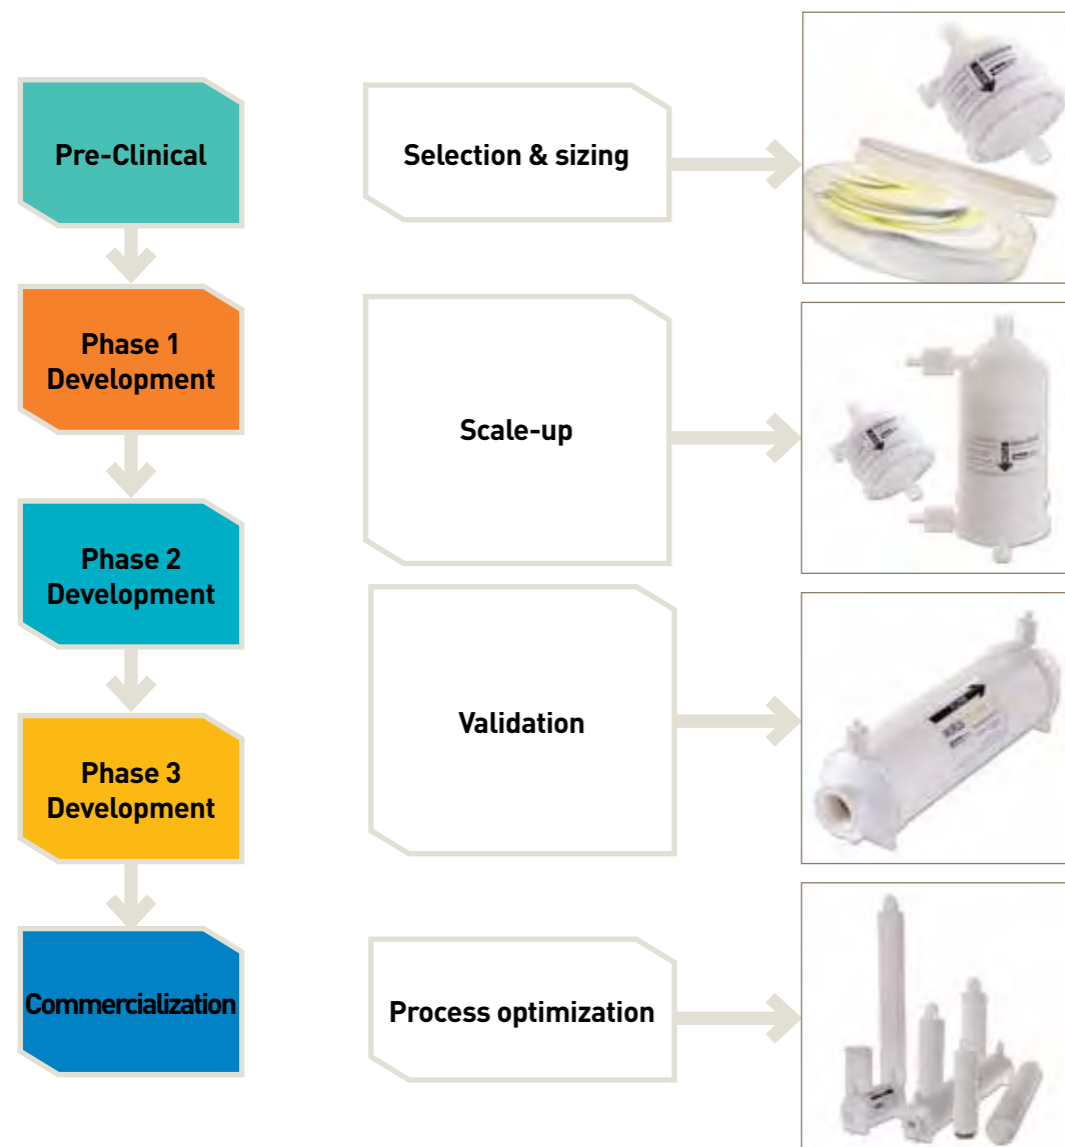 Pre-Clinical
Selection & sizing
Phase 1
Development
Scale-up
Phase 2
Development
Validation
Phase 3
Development
Commercialization
Process optimization